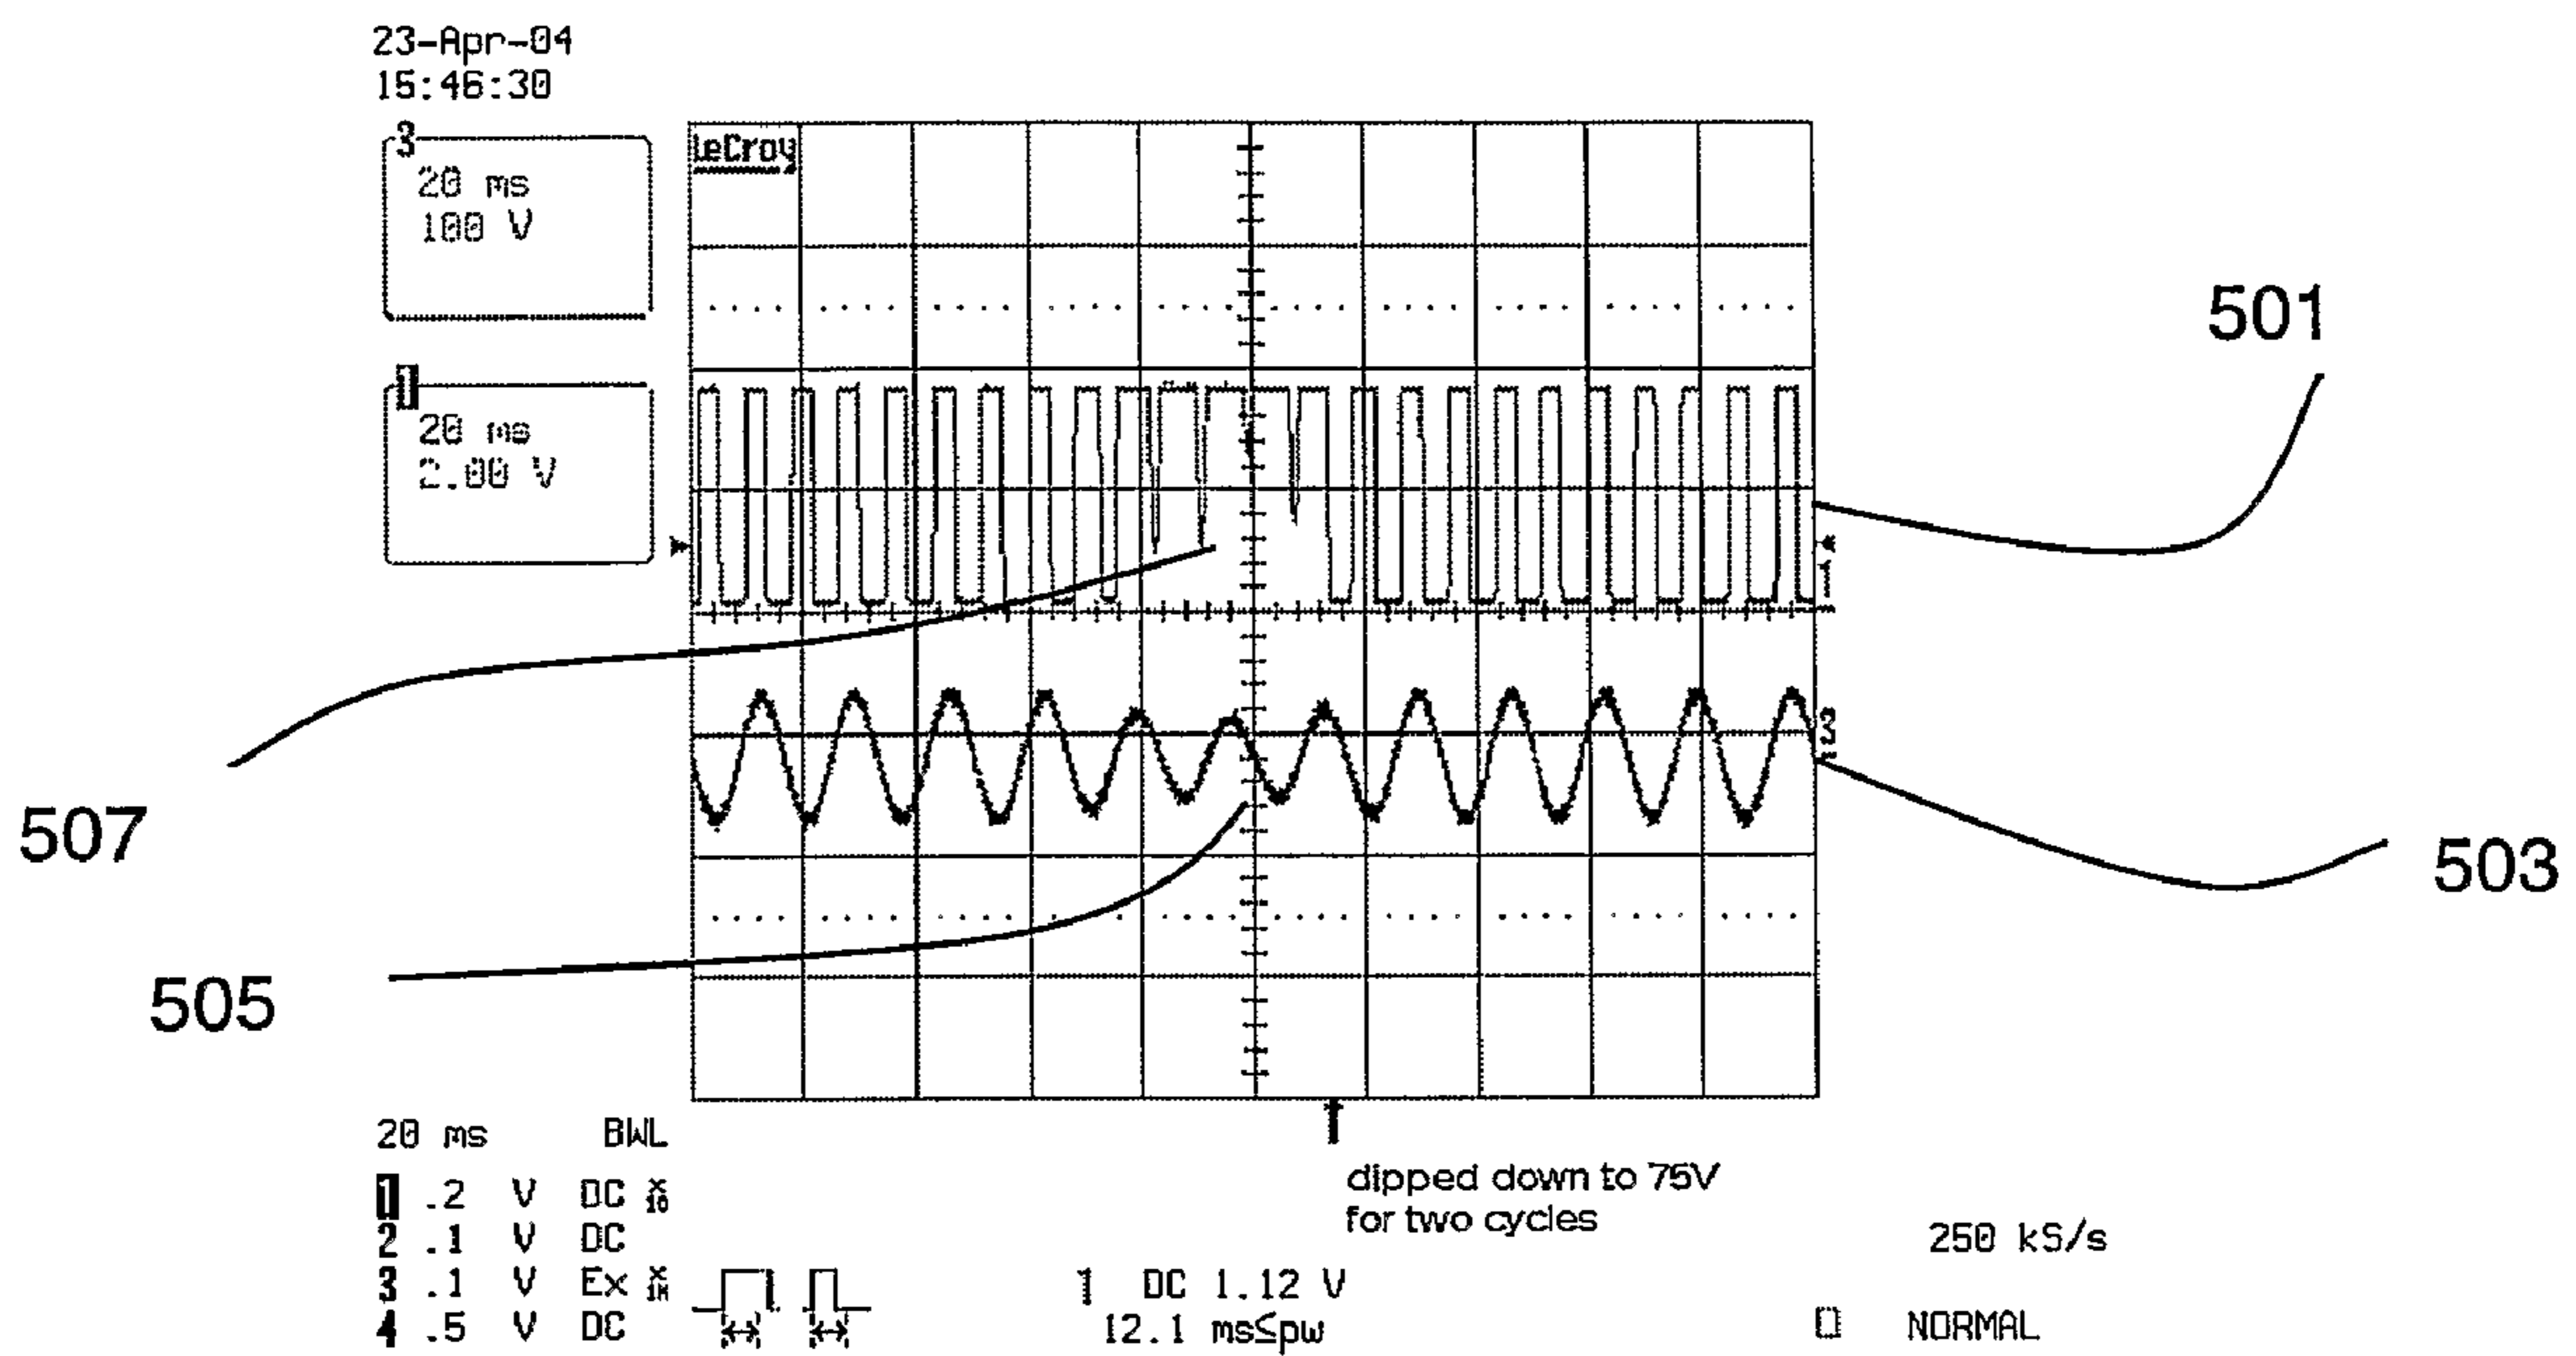 23-Apr-04
15:46:30
3
20 ms
100 V
LeCroy
501
1
20 ms
2.00 V
1
3
507
503
505
20 ms BWL
dipped down to 75V
for two cycles
1 .2 V DC X 10
2 .1 V DC
3 .1 V Ex X 1K
4 .5 V DC
1 DC 1.12 V
12.1 ms≤pw
250 kS/s
NORMAL